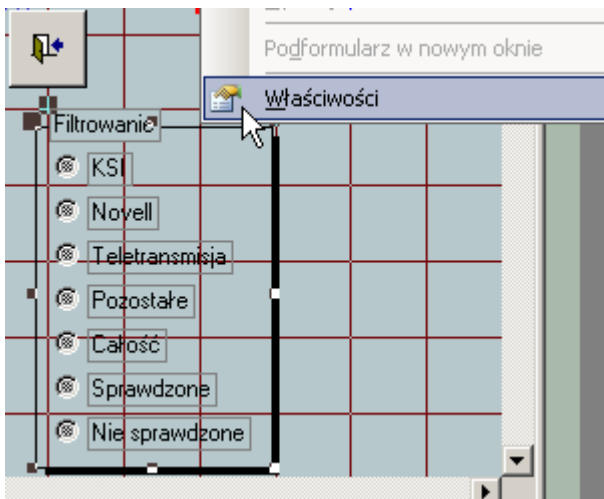 Podformularz w nowym oknie
Właściwości
Filtrowanie
KSI
Novell
Teletransmisja
Pozostałe
Całość
Sprawdzone
Nie sprawdzone